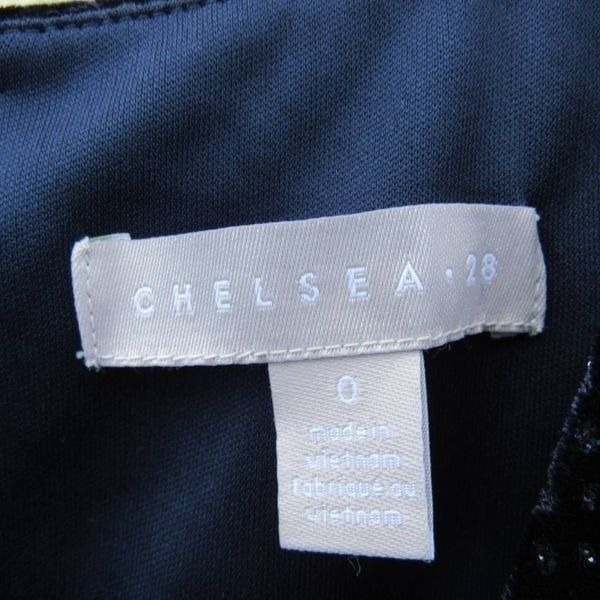 CHELSEA · 28
0
made in
vietnam
fabriqué au
vietnam